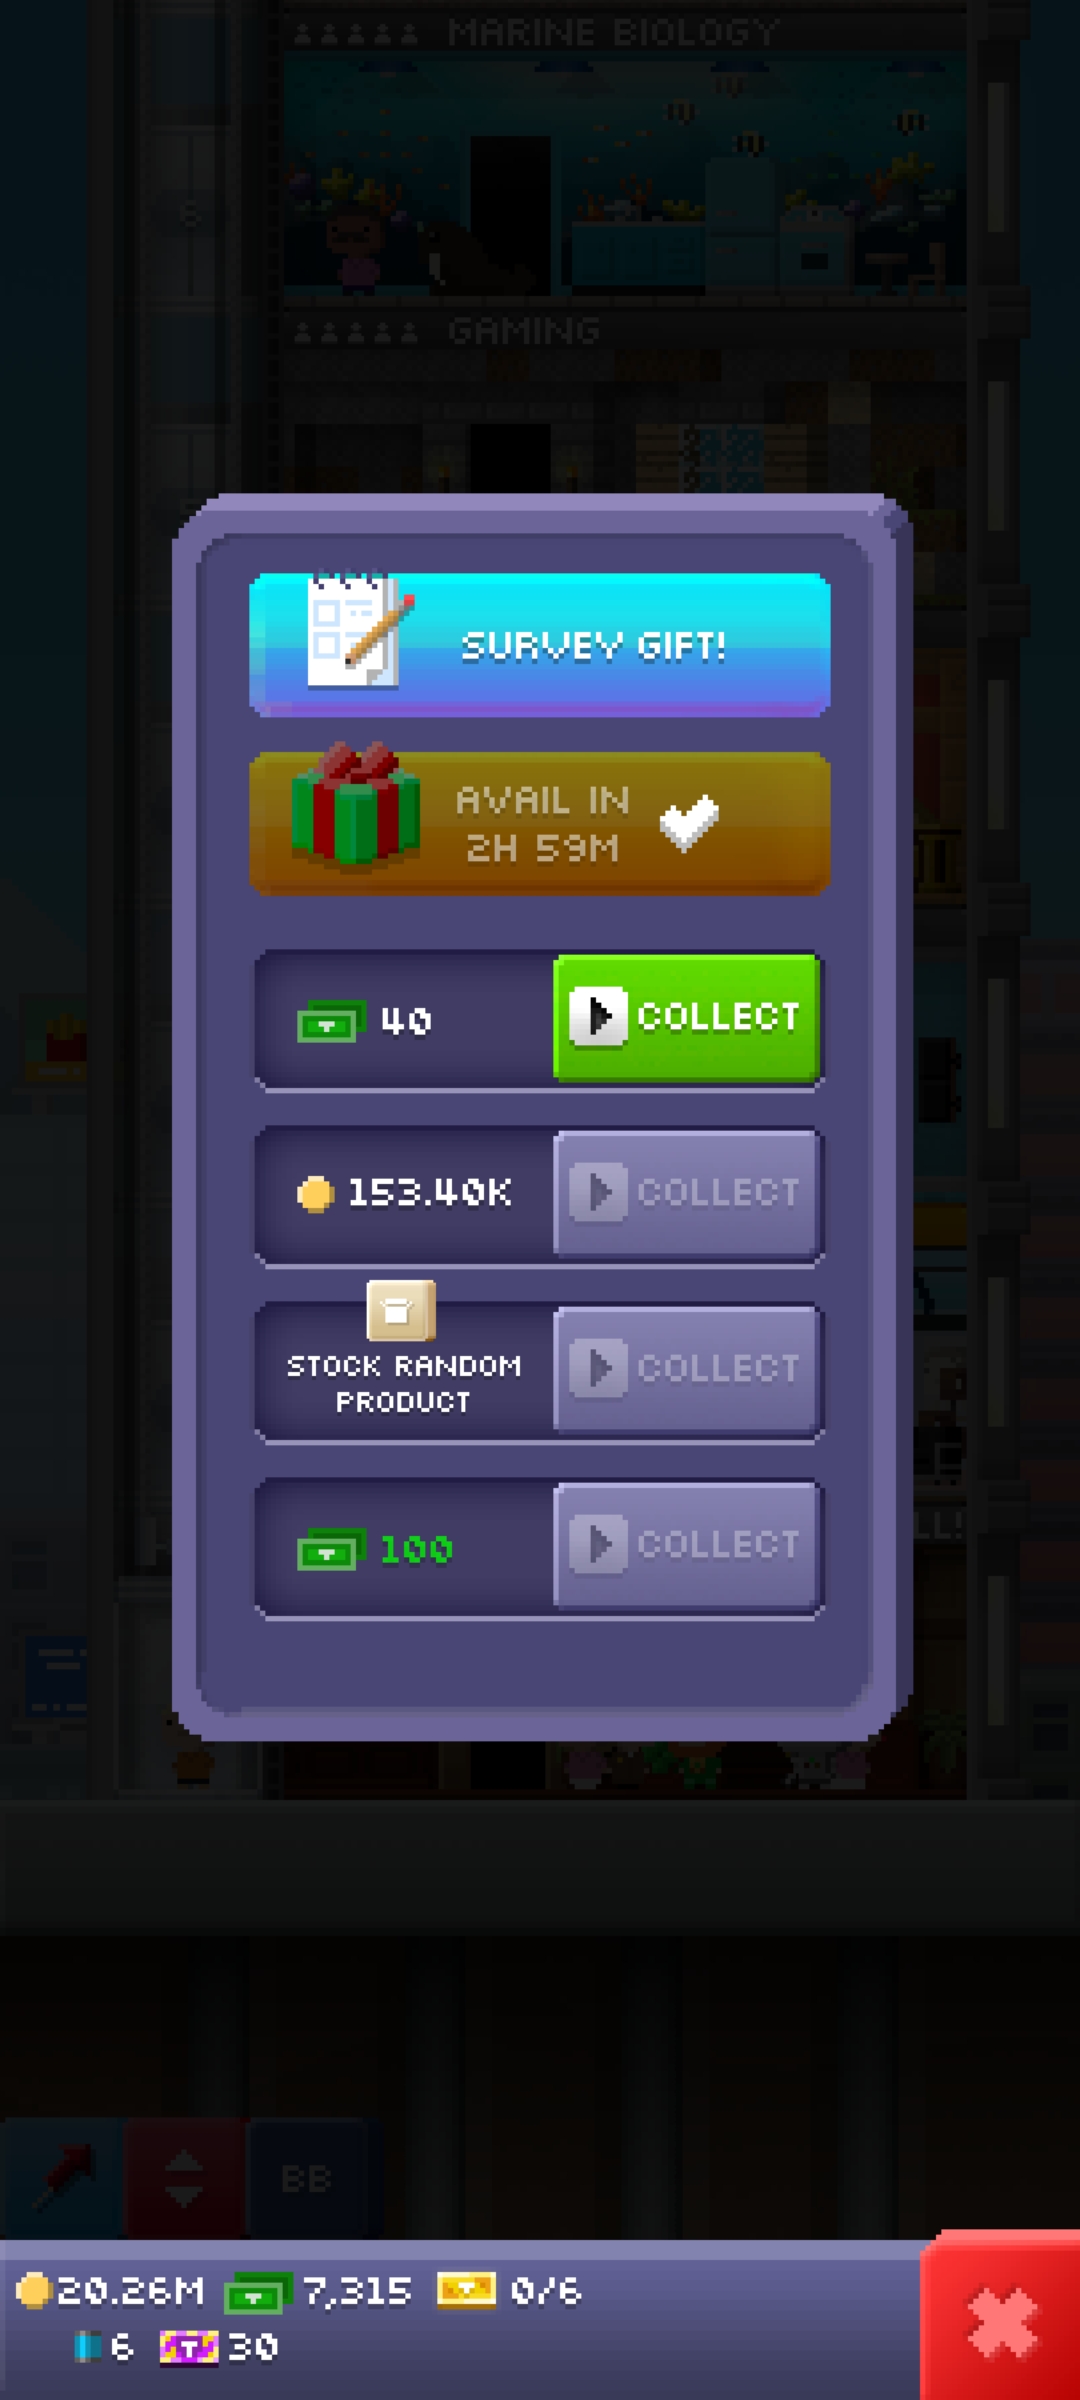 MARINE BIOLOGY
GAMING
SURVEY GIFT!
AVAIL IN
2H 59M
40
COLLECT
153.40K
COLLECT
STOCK RANDOM
PRODUCT
COLLECT
100
COLLECT
BB
20.26M 7,315 0/6
6 30